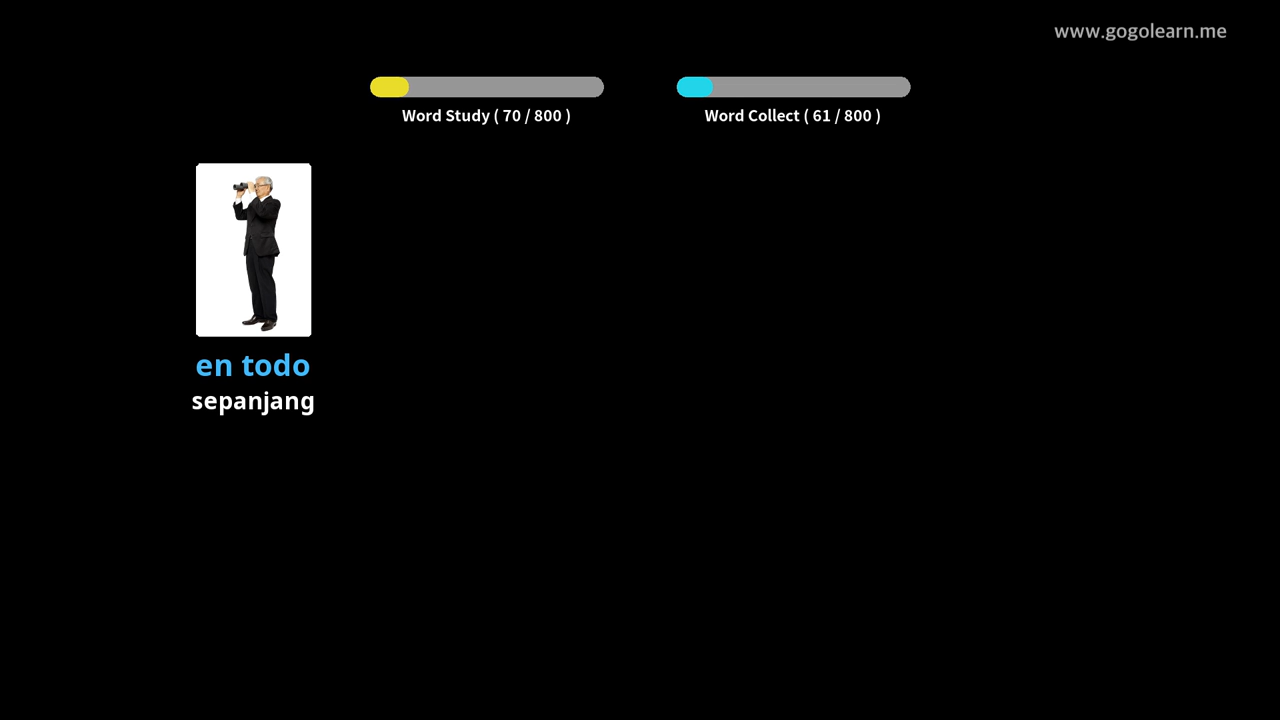 www.gogolearn.me
Word Study ( 70 / 800 )
Word Collect ( 61 / 800 )
en todo
sepanjang